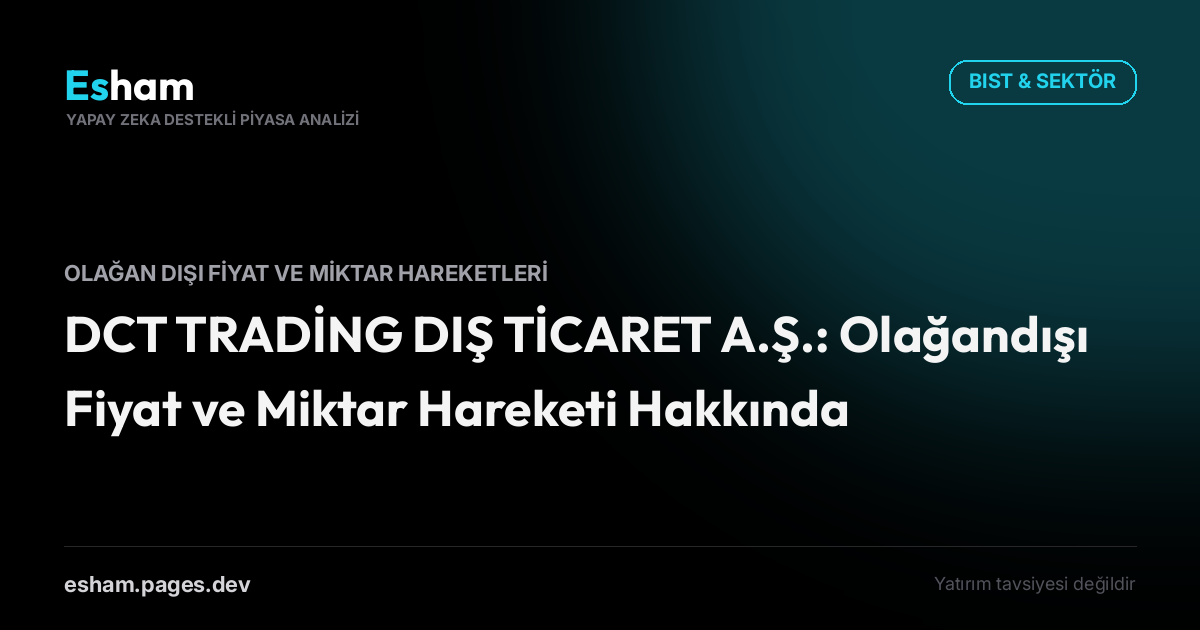 Esham
BIST & SEKTÖR
YAPAY ZEKA DESTEKLİ PİYASA ANALİZİ
OLAĞAN DIŞI FİYAT VE MİKTAR HAREKETLERİ
DCT TRADİNG DIŞ TİCARET A.Ş.: Olağandışı
Fiyat ve Miktar Hareketi Hakkında
esham.pages.dev
Yatırım tavsiyesi değildir